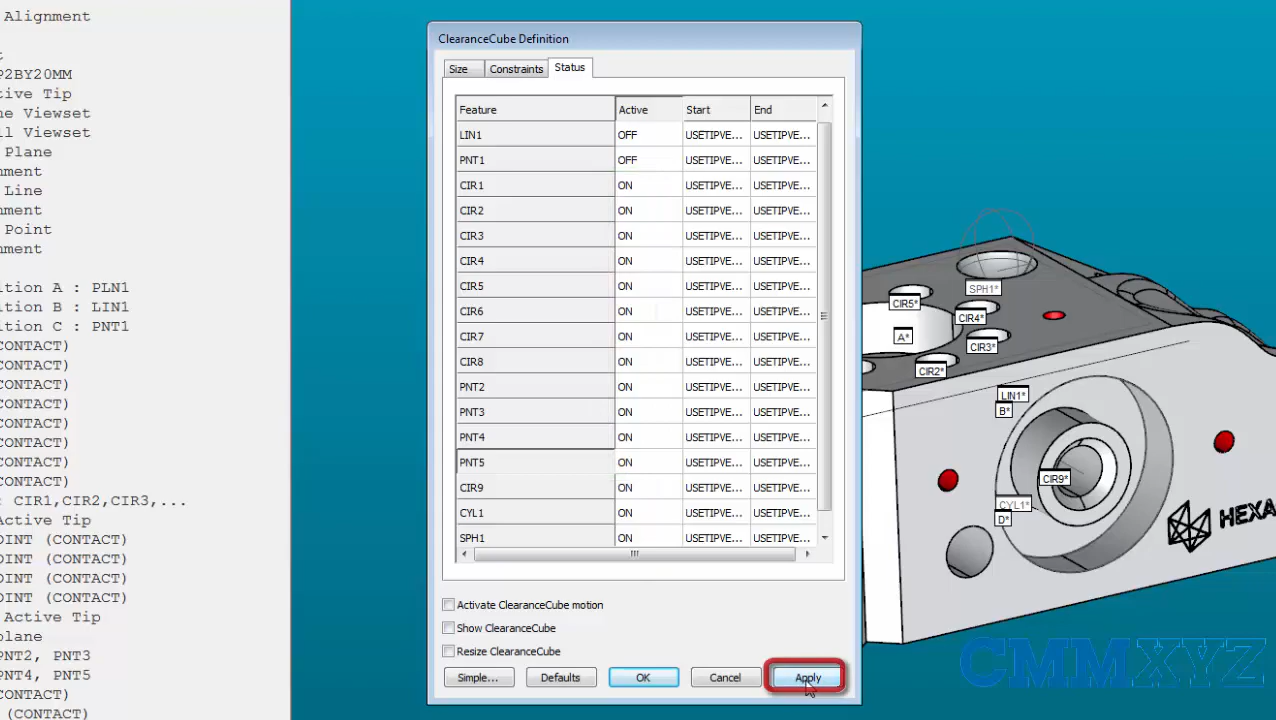 Alignment
t
P2BY20MM
tive Tip
ne Viewset
ll Viewset
Plane
nment
Line
nment
Point
nment
ition A : PLN1
ition B : LIN1
ition C : PNT1
CONTACT)
CONTACT)
CONTACT)
CONTACT)
CONTACT)
CONTACT)
CONTACT)
CONTACT)
: CIR1,CIR2,CIR3,...
Active Tip
OINT (CONTACT)
OINT (CONTACT)
OINT (CONTACT)
OINT (CONTACT)
Active Tip
plane
PNT2, PNT3
PNT4, PNT5
s
(CONTACT)
ClearanceCube Definition
Size Constraints Status
Feature Active Start End
LIN1 OFF USETIPVE... USETIPVE...
PNT1 OFF USETIPVE... USETIPVE...
CIR1 ON USETIPVE... USETIPVE...
CIR2 ON USETIPVE... USETIPVE...
CIR3 ON USETIPVE... USETIPVE...
CIR4 ON USETIPVE... USETIPVE...
CIR5 ON USETIPVE... USETIPVE...
CIR6 ON USETIPVE... USETIPVE...
CIR7 ON USETIPVE... USETIPVE...
CIR8 ON USETIPVE... USETIPVE...
PNT2 ON USETIPVE... USETIPVE...
PNT3 ON USETIPVE... USETIPVE...
PNT4 ON USETIPVE... USETIPVE...
PNT5 ON USETIPVE... USETIPVE...
CIR9 ON USETIPVE... USETIPVE...
CYL1 ON USETIPVE... USETIPVE...
SPH1 ON USETIPVE... USETIPVE...
Activate ClearanceCube motion
Show ClearanceCube
Resize ClearanceCube
Simple... Defaults OK Cancel Apply
SPH1*
CIR5*
CIR4*
A*
CIR3*
CIR2*
LIN1*
B*
CIR9*
CYL1*
D*
HEXA
CMMXYZ